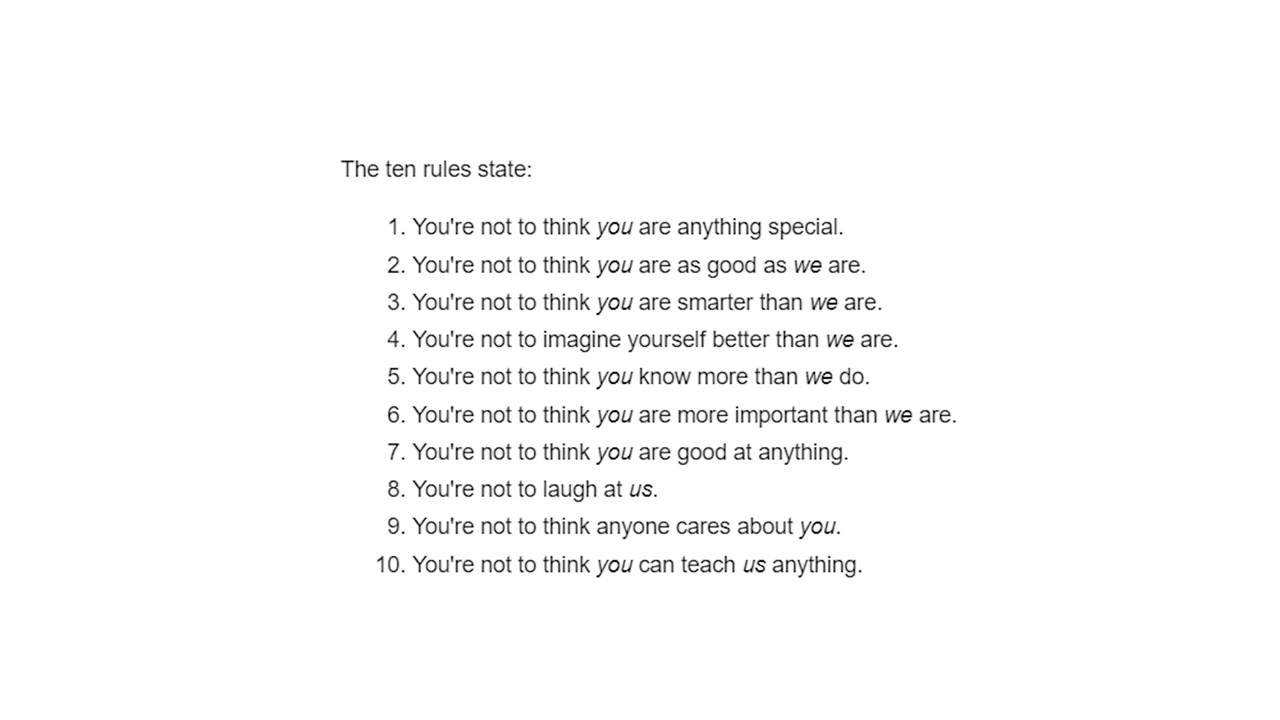 The ten rules state:
1. You're not to think you are anything special.
2. You're not to think you are as good as we are.
3. You're not to think you are smarter than we are.
4. You're not to imagine yourself better than we are.
5. You're not to think you know more than we do.
6. You're not to think you are more important than we are.
7. You're not to think you are good at anything.
8. You're not to laugh at us.
9. You're not to think anyone cares about you.
10. You're not to think you can teach us anything.